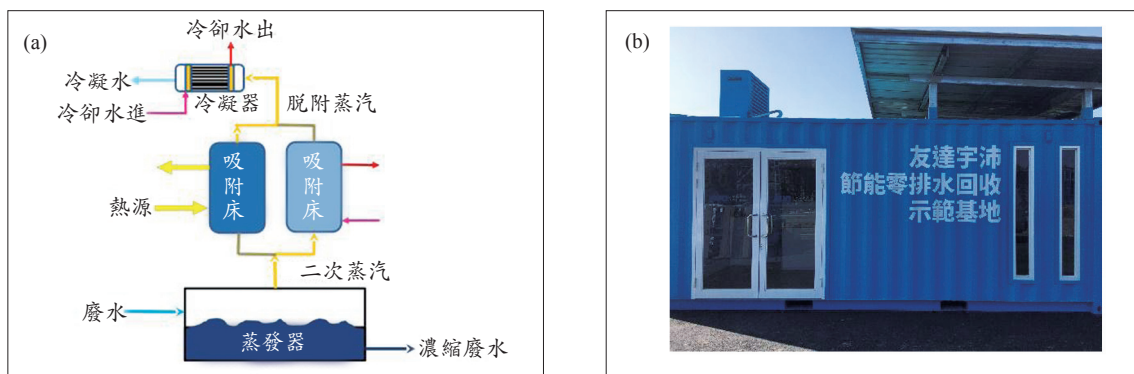 (a)
冷卻水出
冷凝水
冷卻水進
冷凝器
脫附蒸汽
吸附床
吸附床
熱源
二次蒸汽
廢水
蒸發器
濃縮廢水
(b)
友達宇沛
節能零排水回收
示範基地